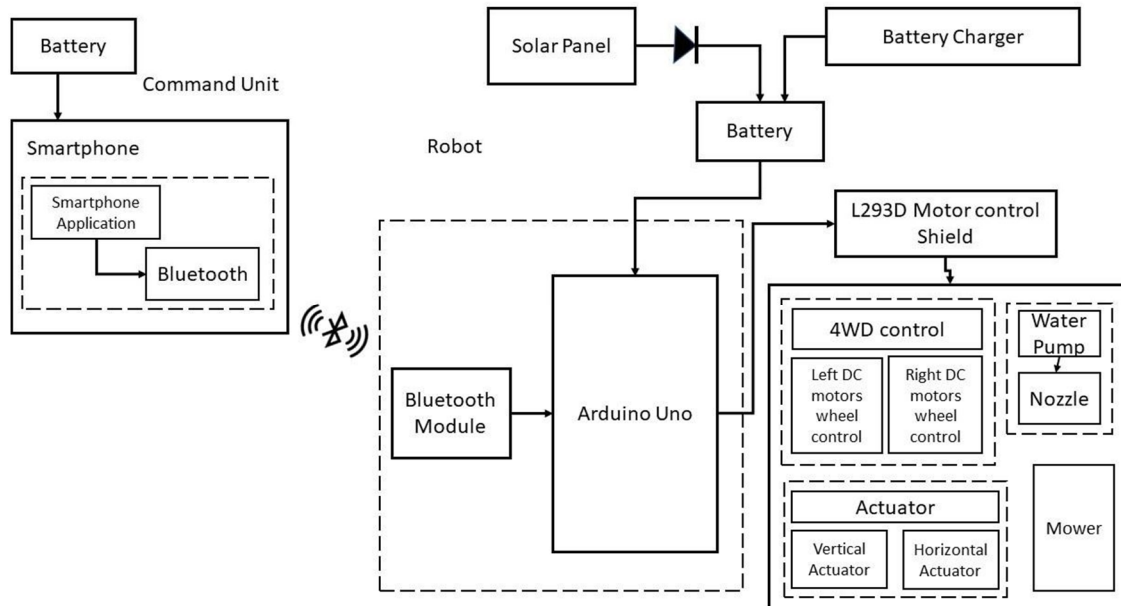 Battery
Command Unit
Smartphone
Smartphone
Application
Bluetooth
Solar Panel
Battery Charger
Battery
Robot
L293D Motor control
Shield
Bluetooth
Module
Arduino Uno
4WD control
Left DC
motors
wheel
control
Right DC
motors
wheel
control
Water
Pump
Nozzle
Actuator
Vertical
Actuator
Horizontal
Actuator
Mower